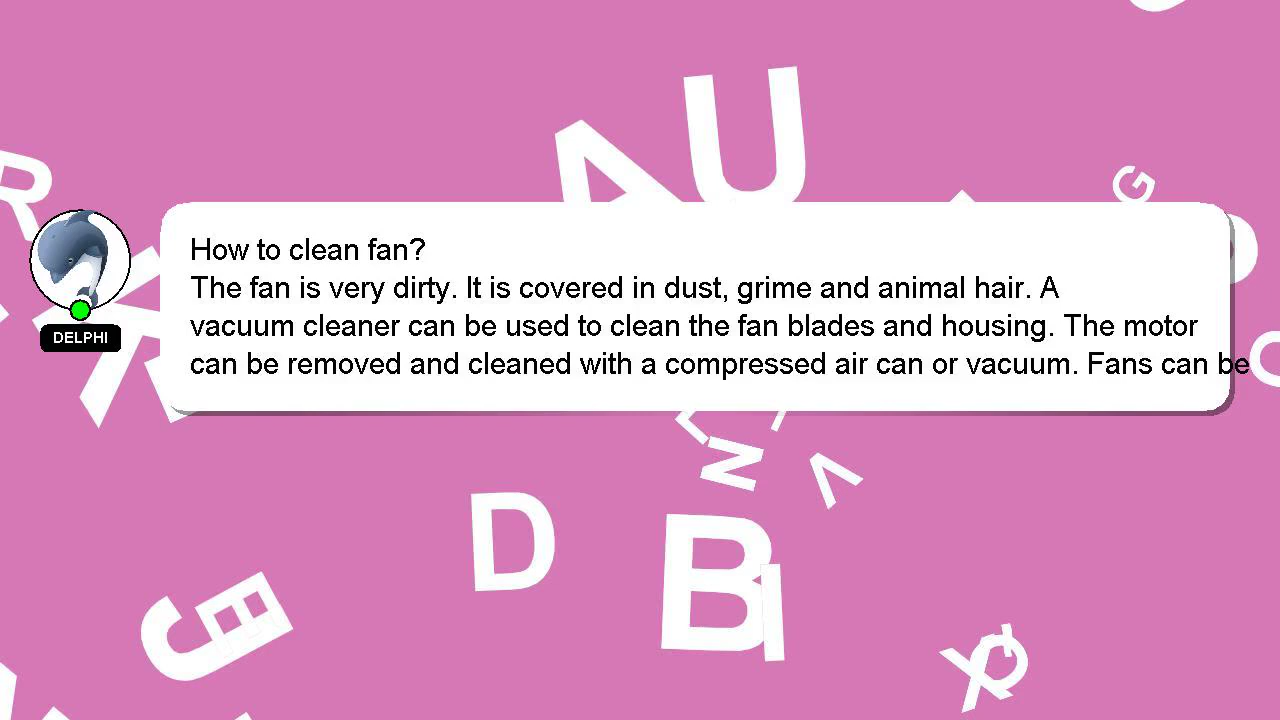 How to clean fan?
The fan is very dirty. It is covered in dust, grime and animal hair. A
vacuum cleaner can be used to clean the fan blades and housing. The motor
can be removed and cleaned with a compressed air can or vacuum. Fans can be
DELPHI
A
U
R
G
N
V
D
B
I
E
J
X
Q